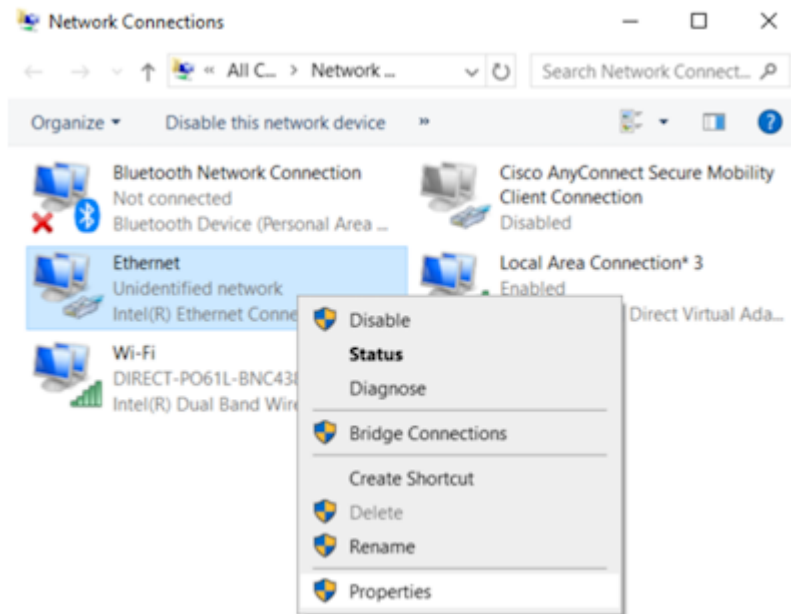 Network Connections
« All C... > Network ...
Search Network Connect...
Organize
Disable this network device
»
?
Bluetooth Network Connection
Not connected
Bluetooth Device (Personal Area ...
Cisco AnyConnect Secure Mobility
Client Connection
Disabled
Ethernet
Unidentified network
Intel(R) Ethernet Conne
Local Area Connection* 3
Enabled
Direct Virtual Ada...
Wi-Fi
DIRECT-PO61L-BNC438
Intel(R) Dual Band Wire
Disable
Status
Diagnose
Bridge Connections
Create Shortcut
Delete
Rename
Properties